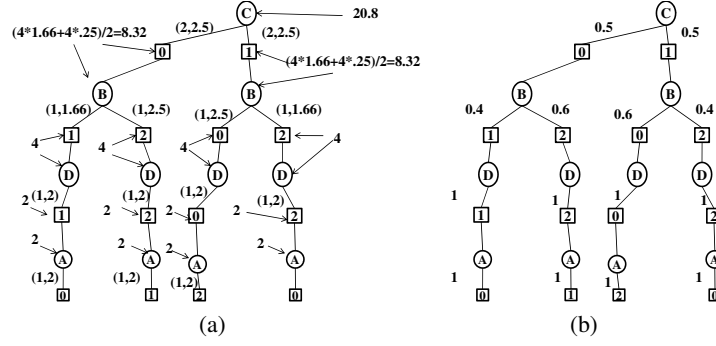 C 20.8 0.5 C 0.5
(4*1.66+4*.25)/2=8.32 (2,2.5) (2,2.5)
0 1 0 1
(4*1.66+4*.25)/2=8.32
B B B B
(1,1.66) (1,2.5) (1,2.5) (1,1.66) 0.4 0.6 0.6 0.4
4 1 2 4 0 2 4 1 2 0 2
D D D D D D D D
(1,2) (1,2) (1,2) (1,2) 1 1 1 1
2 1 2 2 2 0 2 2 1 2 0 2
2 A 2 A 2 A 2 A A A A A
(1,2) (1,2) (1,2) (1,2) 1 1 1 1
0 1 2 0 0 1 2 0
(a) (b)